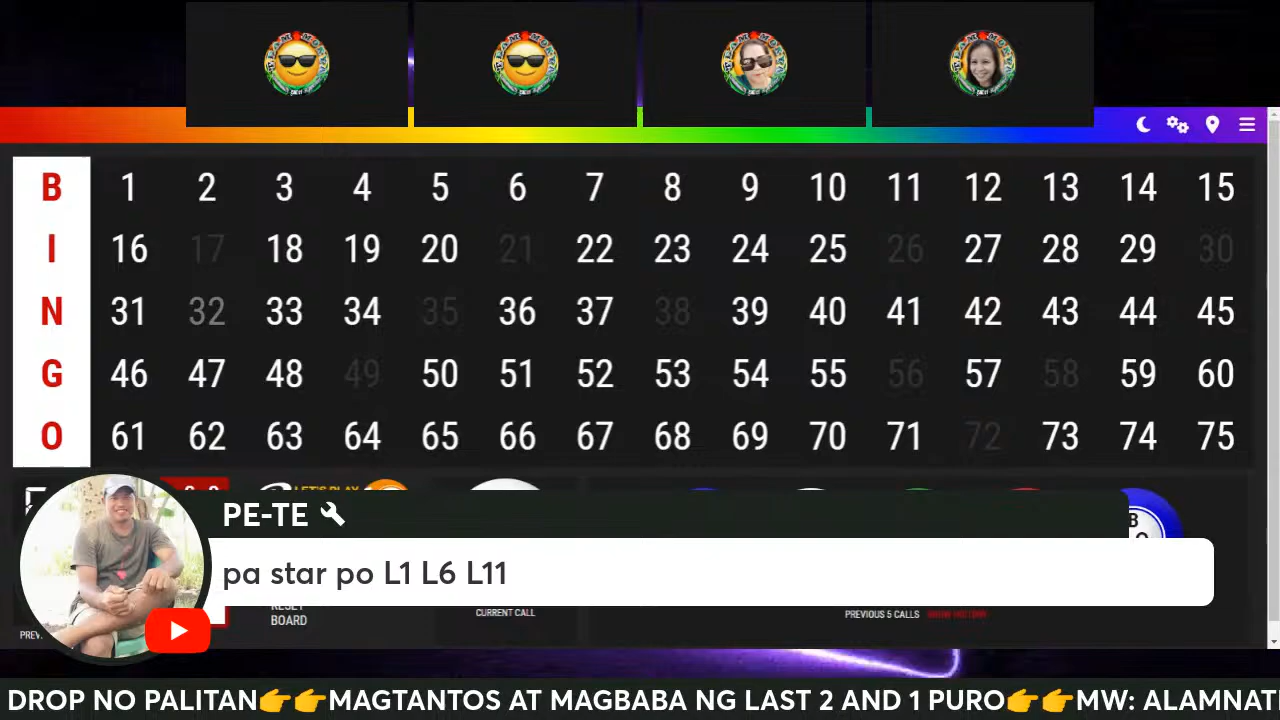 B 1 2 3 4 5 6 7 8 9 10 11 12 13 14 15
I 16 17 18 19 20 21 22 23 24 25 26 27 28 29 30
N 31 32 33 34 35 36 37 38 39 40 41 42 43 44 45
G 46 47 48 49 50 51 52 53 54 55 56 57 58 59 60
O 61 62 63 64 65 66 67 68 69 70 71 72 73 74 75
LET'S PLAY
PE-TE
B
pa star po L1 L6 L11
RESET
BOARD
CURRENT CALL
PREVIOUS 5 CALLS SHOW HISTORY
DROP NO PALITAN👉👉MAGTANTOS AT MAGBABA NG LAST 2 AND 1 PURO👉👉MW: ALAMNAT